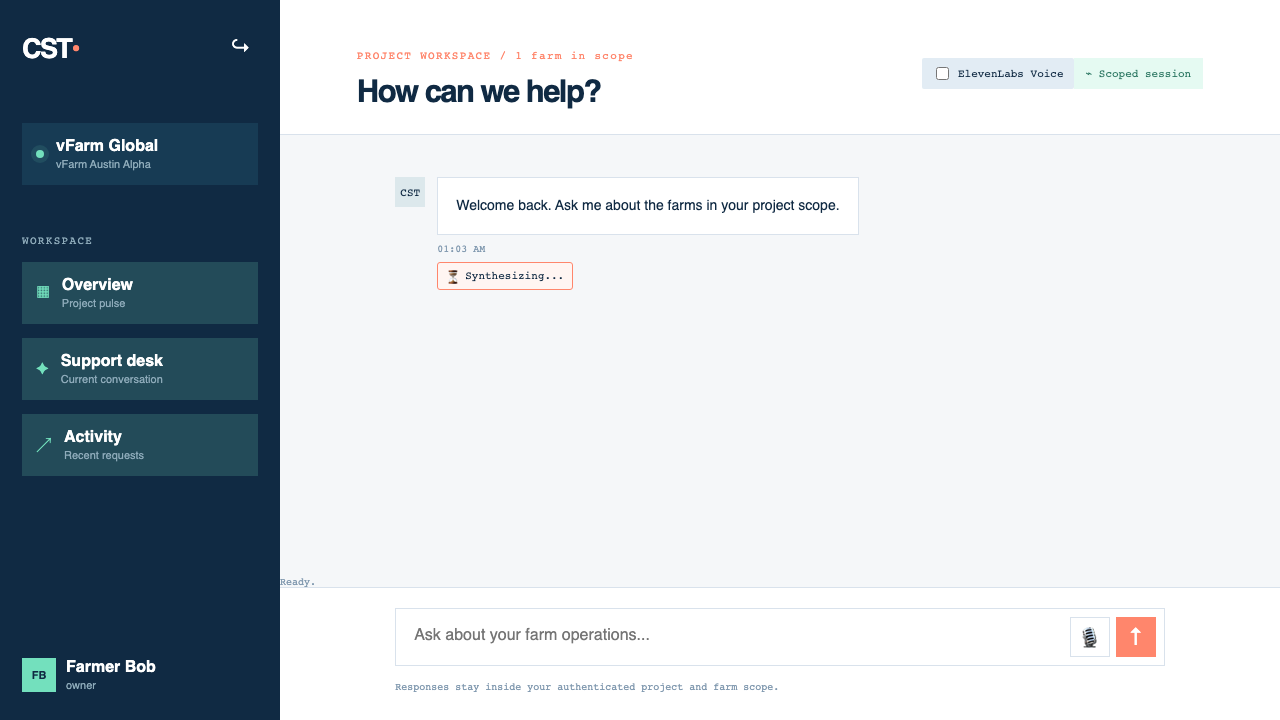 CST
vFarm Global
vFarm Austin Alpha
WORKSPACE
Overview
Project pulse
Support desk
Current conversation
Activity
Recent requests
FB
Farmer Bob
owner
PROJECT WORKSPACE / 1 farm in scope
How can we help?
ElevenLabs Voice
~ Scoped session
CST
Welcome back. Ask me about the farms in your project scope.
01:03 AM
⏳ Synthesizing...
Ready.
Ask about your farm operations...
Responses stay inside your authenticated project and farm scope.